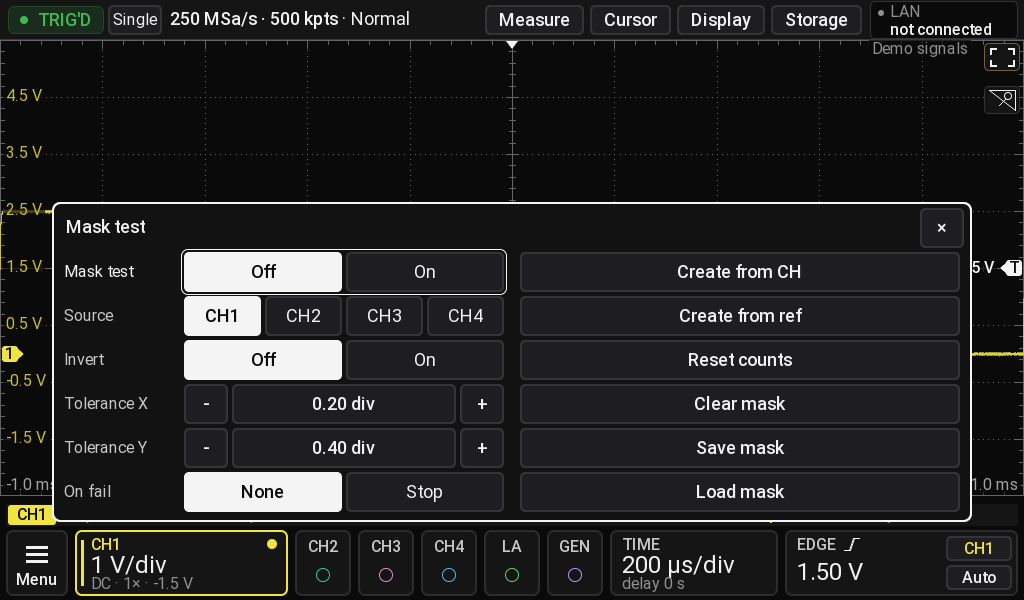 TRIG'D Single 250 MSa/s · 500 kpts · Normal Measure Cursor Display Storage LAN
not connected
Demo signals
4.5 V
3.5 V
2.5 V
Mask test ×
Mask test Off On Create from CH
1.5 V 5 V T
Source CH1 CH2 CH3 CH4 Create from ref
0.5 V
1
Invert Off On Reset counts
-0.5 V
Tolerance X - 0.20 div + Clear mask
-1.5 V
Tolerance Y - 0.40 div + Save mask
-1.0 ms 1.0 ms
On fail None Stop Load mask
CH1
Menu
CH1
1 V/div
DC · 1× · -1.5 V
CH2 CH3 CH4 LA GEN
TIME
200 µs/div
delay 0 s
EDGE
1.50 V
CH1
Auto